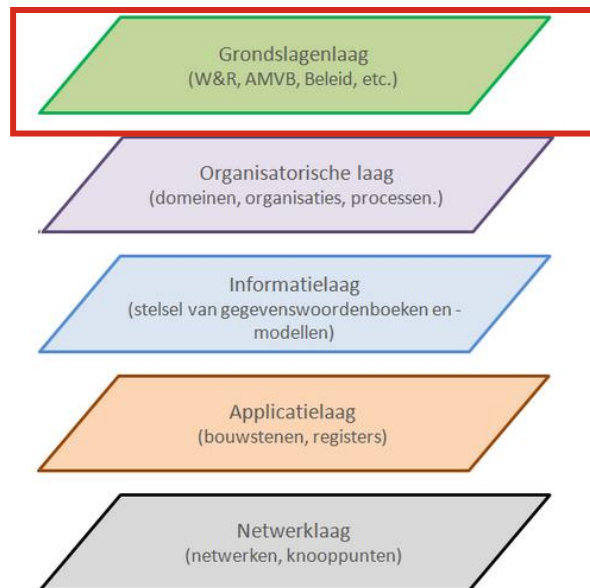 Grondslagenlaag
(W&R, AMVB, Beleid, etc.)
Organisatorische laag
(domeinen, organisaties, processen.)
Informatielaag
(stelsel van gegevenswoordenboeken en -
modellen)
Applicatielaag
(bouwstenen, registers)
Netwerklaag
(netwerken, knooppunten)